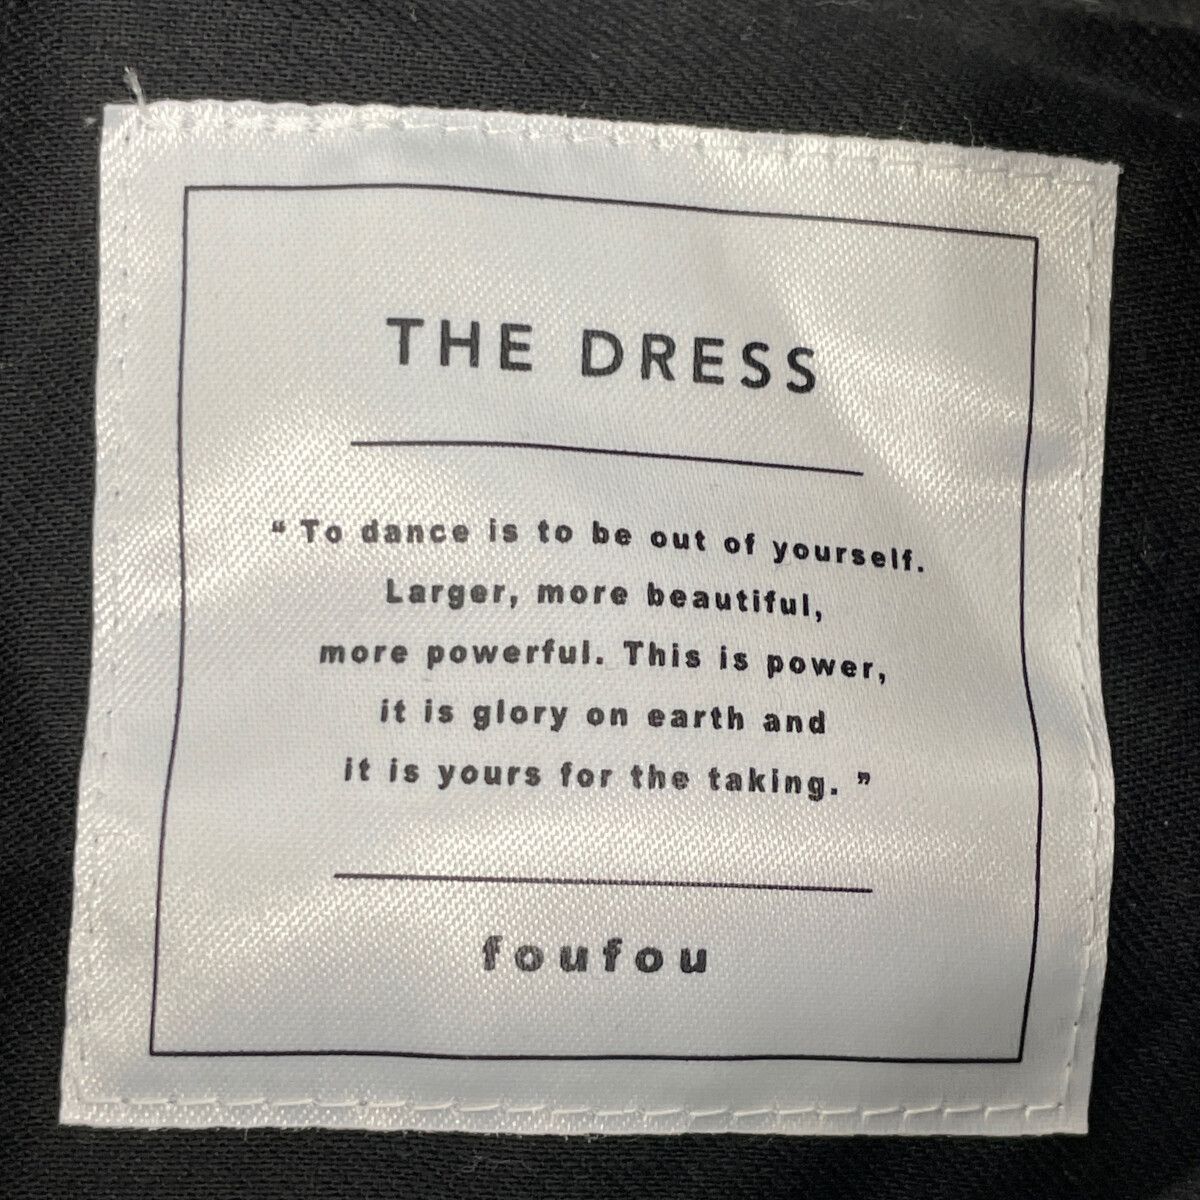 THE DRESS
“ To dance is to be out of yourself.
Larger, more beautiful,
more powerful. This is power,
it is glory on earth and
it is yours for the taking. ”
foufou